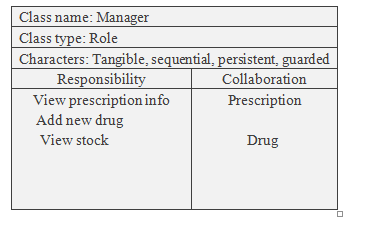 Class name: Manager
Class type: Role
Characters: Tangible, sequential, persistent, guarded
Responsibility Collaboration
View prescription info Prescription
Add new drug
View stock Drug